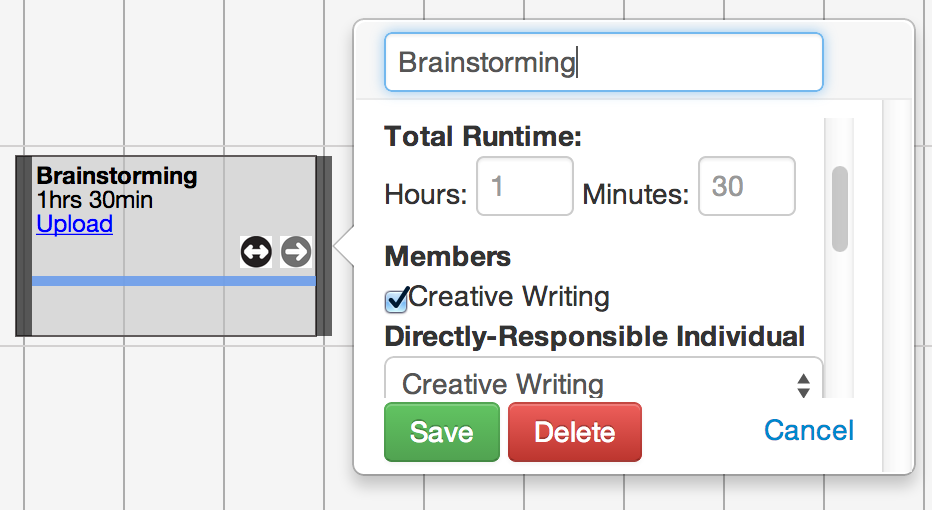 Brainstorming
1hrs 30min
Upload
Brainstorming
Total Runtime:
Hours: 1 Minutes: 30
Members
Creative Writing
Directly-Responsible Individual
Creative Writing
Save Delete Cancel